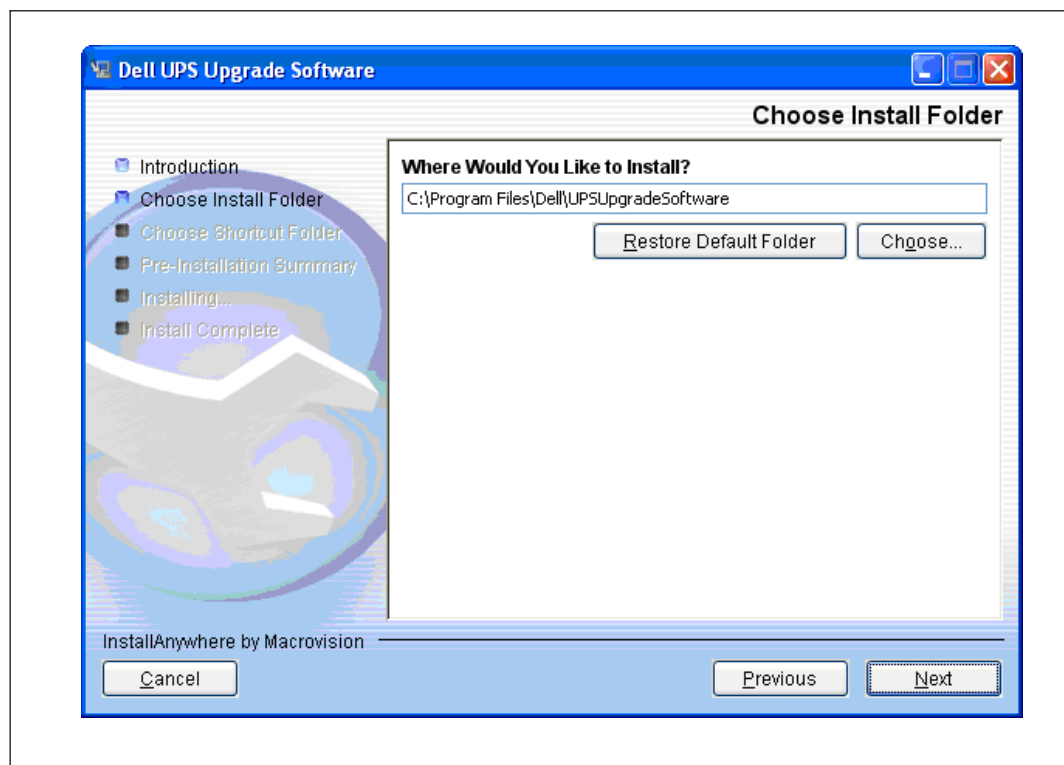 Dell UPS Upgrade Software
Choose Install Folder
Introduction
Choose Install Folder
Choose Shortcut Folder
Pre-Installation Summary
Installing...
Install Complete
Where Would You Like to Install?
C:\Program Files\Dell\UPSUpgradeSoftware
Restore Default Folder
Choose...
InstallAnywhere by Macrovision
Cancel
Previous
Next